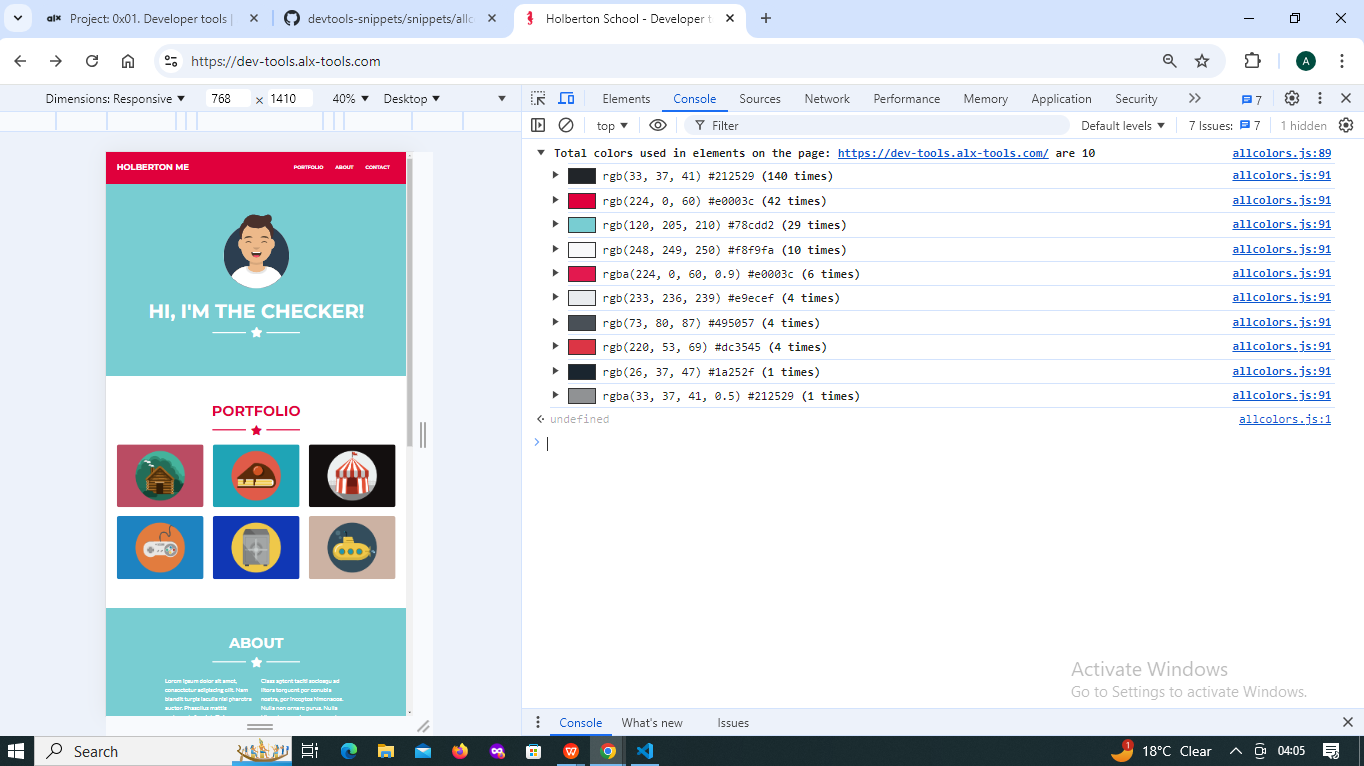 Project: 0x01. Developer tools |
devtools-snippets/snippets/allc
Holberton School - Developer t
https://dev-tools.alx-tools.com
A
Dimensions: Responsive 768 × 1410 40% Desktop
Elements Console Sources Network Performance Memory Application Security 7
top Filter Default levels 7 Issues: 7 1 hidden
Total colors used in elements on the page: https://dev-tools.alx-tools.com/ are 10 allcolors.js:89
rgb(33, 37, 41) #212529 (140 times) allcolors.js:91
rgb(224, 0, 60) #e0003c (42 times) allcolors.js:91
rgb(120, 205, 210) #78cdd2 (29 times) allcolors.js:91
rgb(248, 249, 250) #f8f9fa (10 times) allcolors.js:91
rgba(224, 0, 60, 0.9) #e0003c (6 times) allcolors.js:91
rgb(233, 236, 239) #e9ecef (4 times) allcolors.js:91
rgb(73, 80, 87) #495057 (4 times) allcolors.js:91
rgb(220, 53, 69) #dc3545 (4 times) allcolors.js:91
rgb(26, 37, 47) #1a252f (1 times) allcolors.js:91
rgba(33, 37, 41, 0.5) #212529 (1 times) allcolors.js:91
undefined allcolors.js:1
HOLBERTON ME PORTFOLIO ABOUT CONTACT
HI, I'M THE CHECKER!
PORTFOLIO
ABOUT
Lorem ipsum dolor sit amet,
consectetur adipiscing elit. Nam
blandit turpis iaculis nisl pharetra
auctor. Phasellus mattis
Class aptent taciti sociosqu ad
litora torquent per conubia
nostra, per inceptos himenaeos.
Nulla non ornare purus. Nulla
Activate Windows
Go to Settings to activate Windows.
Console What's new Issues
Search 1 18°C Clear 04:05